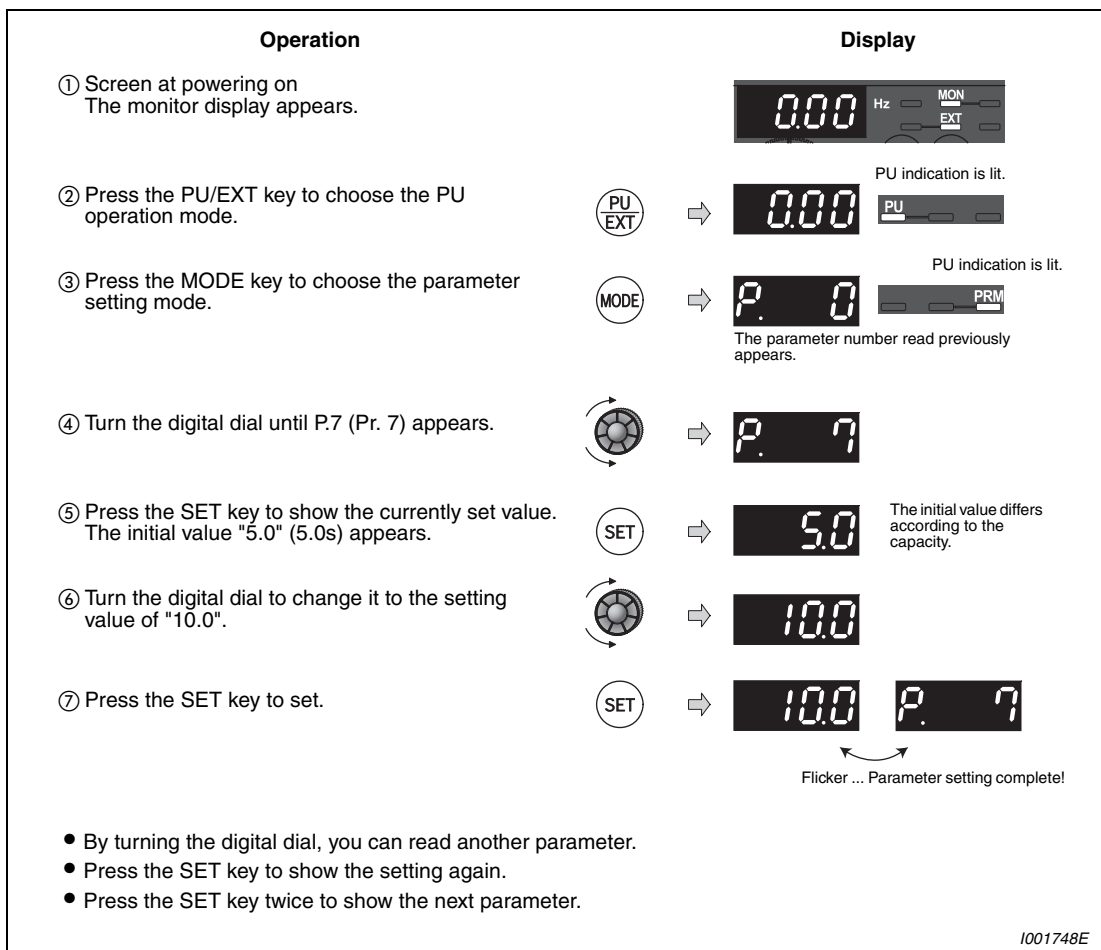 Operation
Display
① Screen at powering on
The monitor display appears.
0.00
Hz
MON
EXT
② Press the PU/EXT key to choose the PU
operation mode.
PU
EXT
0.00
PU indication is lit.
PU
③ Press the MODE key to choose the parameter
setting mode.
MODE
P. 0
PU indication is lit.
PRM
The parameter number read previously
appears.
④ Turn the digital dial until P.7 (Pr. 7) appears.
P. 7
⑤ Press the SET key to show the currently set value.
The initial value "5.0" (5.0s) appears.
SET
5.0
The initial value differs
according to the
capacity.
⑥ Turn the digital dial to change it to the setting
value of "10.0".
10.0
⑦ Press the SET key to set.
SET
10.0
P. 7
Flicker ... Parameter setting complete!
● By turning the digital dial, you can read another parameter.
● Press the SET key to show the setting again.
● Press the SET key twice to show the next parameter.
I001748E